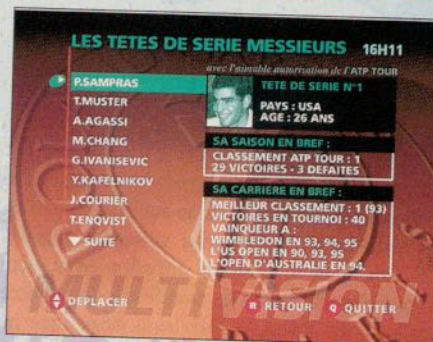 LES TETES DE SERIE MESSIEURS 16H11
avec l'aimable autorisation de l'ATP TOUR
P.SAMPRAS
T.MUSTER
A.AGASSI
M.CHANG
G.IVANISEVIC
Y.KAFELNIKOV
J.COURIER
T.ENQVIST
SUITE
TETE DE SERIE N°1
PAYS : USA
AGE : 26 ANS
SA SAISON EN BREF :
CLASSEMENT ATP TOUR : 1
29 VICTOIRES - 3 DEFAITES
SA CARRIERE EN BREF :
MEILLEUR CLASSEMENT : 1 (93)
VICTOIRES EN TOURNOI : 40
VAINQUEUR A :
WIMBLEDON EN 93, 94, 95
L'US OPEN EN 90, 93, 95
L'OPEN D'AUSTRALIE EN 94.
MULTIVISION
DEPLACER R RETOUR Q QUITTER